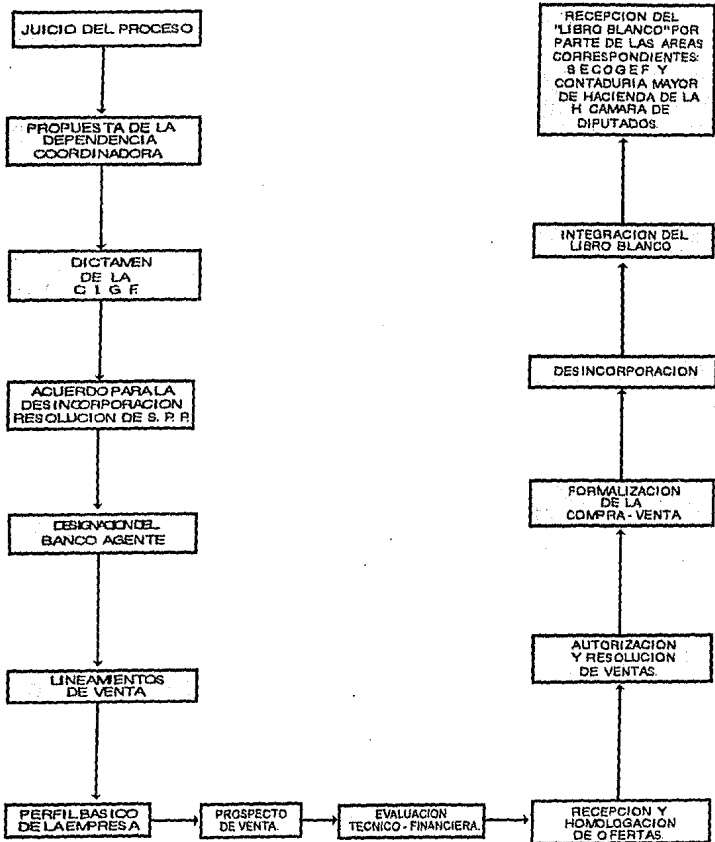 JUICIO DEL PROCESO
PROPUESTA DE LA
DEPENDENCIA
COORDINADORA
DICTAMEN
DE LA
C I G F.
ACUERDO PARA LA
DESINCORPORACION
RESOLUCION DE S. P. P.
DESIGNACION DEL
BANCO AGENTE
LINEAMIENTOS
DE VENTA
PERFIL BASICO
DE LA EMPRESA
PROSPECTO
DE VENTA.
EVALUACION
TECNICO - FINANCIERA.
RECEPCION Y
HOMOLOGACION
DE OFERTAS.
AUTORIZACION
Y RESOLUCION
DE VENTAS.
FORMALIZACION
DE LA
COMPRA - VENTA
DESINCORPORACION
INTEGRACION DEL
LIBRO BLANCO
RECEPCION DEL
"LIBRO BLANCO" POR
PARTE DE LAS AREAS
CORRESPONDIENTES:
SECOGEF Y
CONTADURIA MAYOR
DE HACIENDA DE LA
H CAMARA DE
DIPUTADOS.